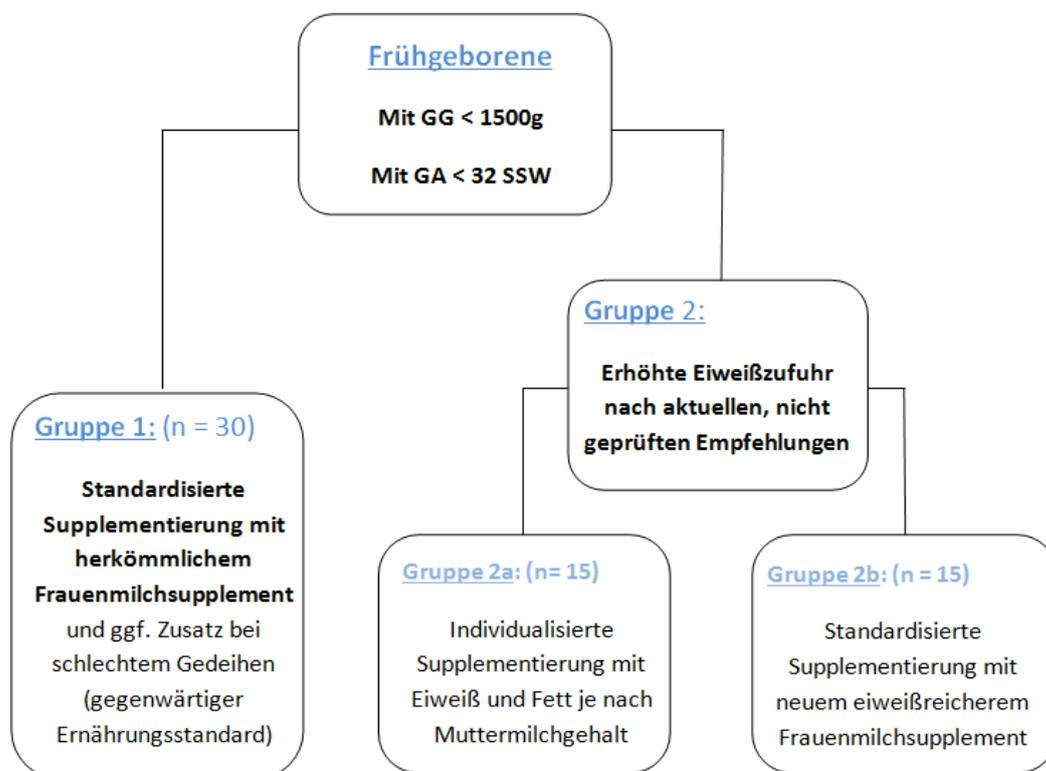 Frühgeborene
Mit GG < 1500g
Mit GA < 32 SSW
Gruppe 2:
Erhöhte Eiweißzufuhr
nach aktuellen, nicht
geprüften Empfehlungen
Gruppe 1: (n = 30)
Standardisierte
Supplementierung mit
herkömmlichem
Frauenmilchsupplement
und ggf. Zusatz bei
schlechtem Gedeihen
(gegenwärtiger
Ernährungsstandard)
Gruppe 2a: (n= 15)
Individualisierte
Supplementierung mit
Eiweiß und Fett je nach
Muttermilchgehalt
Gruppe 2b: (n = 15)
Standardisierte
Supplementierung mit
neuem eiweißreicherem
Frauenmilchsupplement